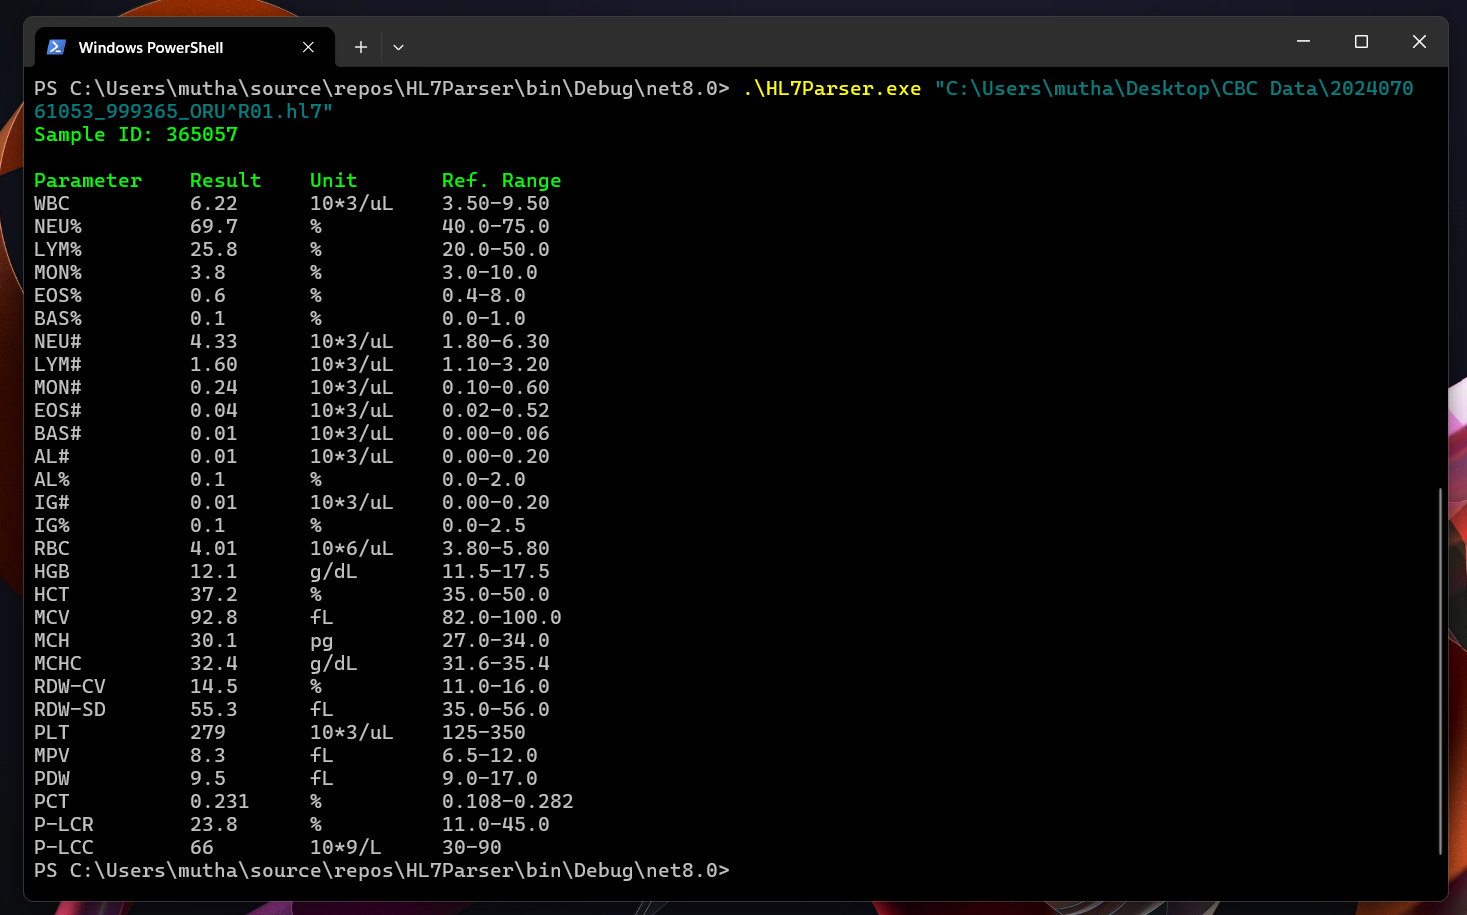 Windows PowerShell
PS C:\Users\mutha\source\repos\HL7Parser\bin\Debug\net8.0> .\HL7Parser.exe "C:\Users\mutha\Desktop\CBC Data\2024070
61053_999365_ORU^R01.hl7"
Sample ID: 365057
Parameter Result Unit Ref. Range
WBC 6.22 10*3/uL 3.50-9.50
NEU% 69.7 % 40.0-75.0
LYM% 25.8 % 20.0-50.0
MON% 3.8 % 3.0-10.0
EOS% 0.6 % 0.4-8.0
BAS% 0.1 % 0.0-1.0
NEU# 4.33 10*3/uL 1.80-6.30
LYM# 1.60 10*3/uL 1.10-3.20
MON# 0.24 10*3/uL 0.10-0.60
EOS# 0.04 10*3/uL 0.02-0.52
BAS# 0.01 10*3/uL 0.00-0.06
AL# 0.01 10*3/uL 0.00-0.20
AL% 0.1 % 0.0-2.0
IG# 0.01 10*3/uL 0.00-0.20
IG% 0.1 % 0.0-2.5
RBC 4.01 10*6/uL 3.80-5.80
HGB 12.1 g/dL 11.5-17.5
HCT 37.2 % 35.0-50.0
MCV 92.8 fL 82.0-100.0
MCH 30.1 pg 27.0-34.0
MCHC 32.4 g/dL 31.6-35.4
RDW-CV 14.5 % 11.0-16.0
RDW-SD 55.3 fL 35.0-56.0
PLT 279 10*3/uL 125-350
MPV 8.3 fL 6.5-12.0
PDW 9.5 fL 9.0-17.0
PCT 0.231 % 0.108-0.282
P-LCR 23.8 % 11.0-45.0
P-LCC 66 10*9/L 30-90
PS C:\Users\mutha\source\repos\HL7Parser\bin\Debug\net8.0>